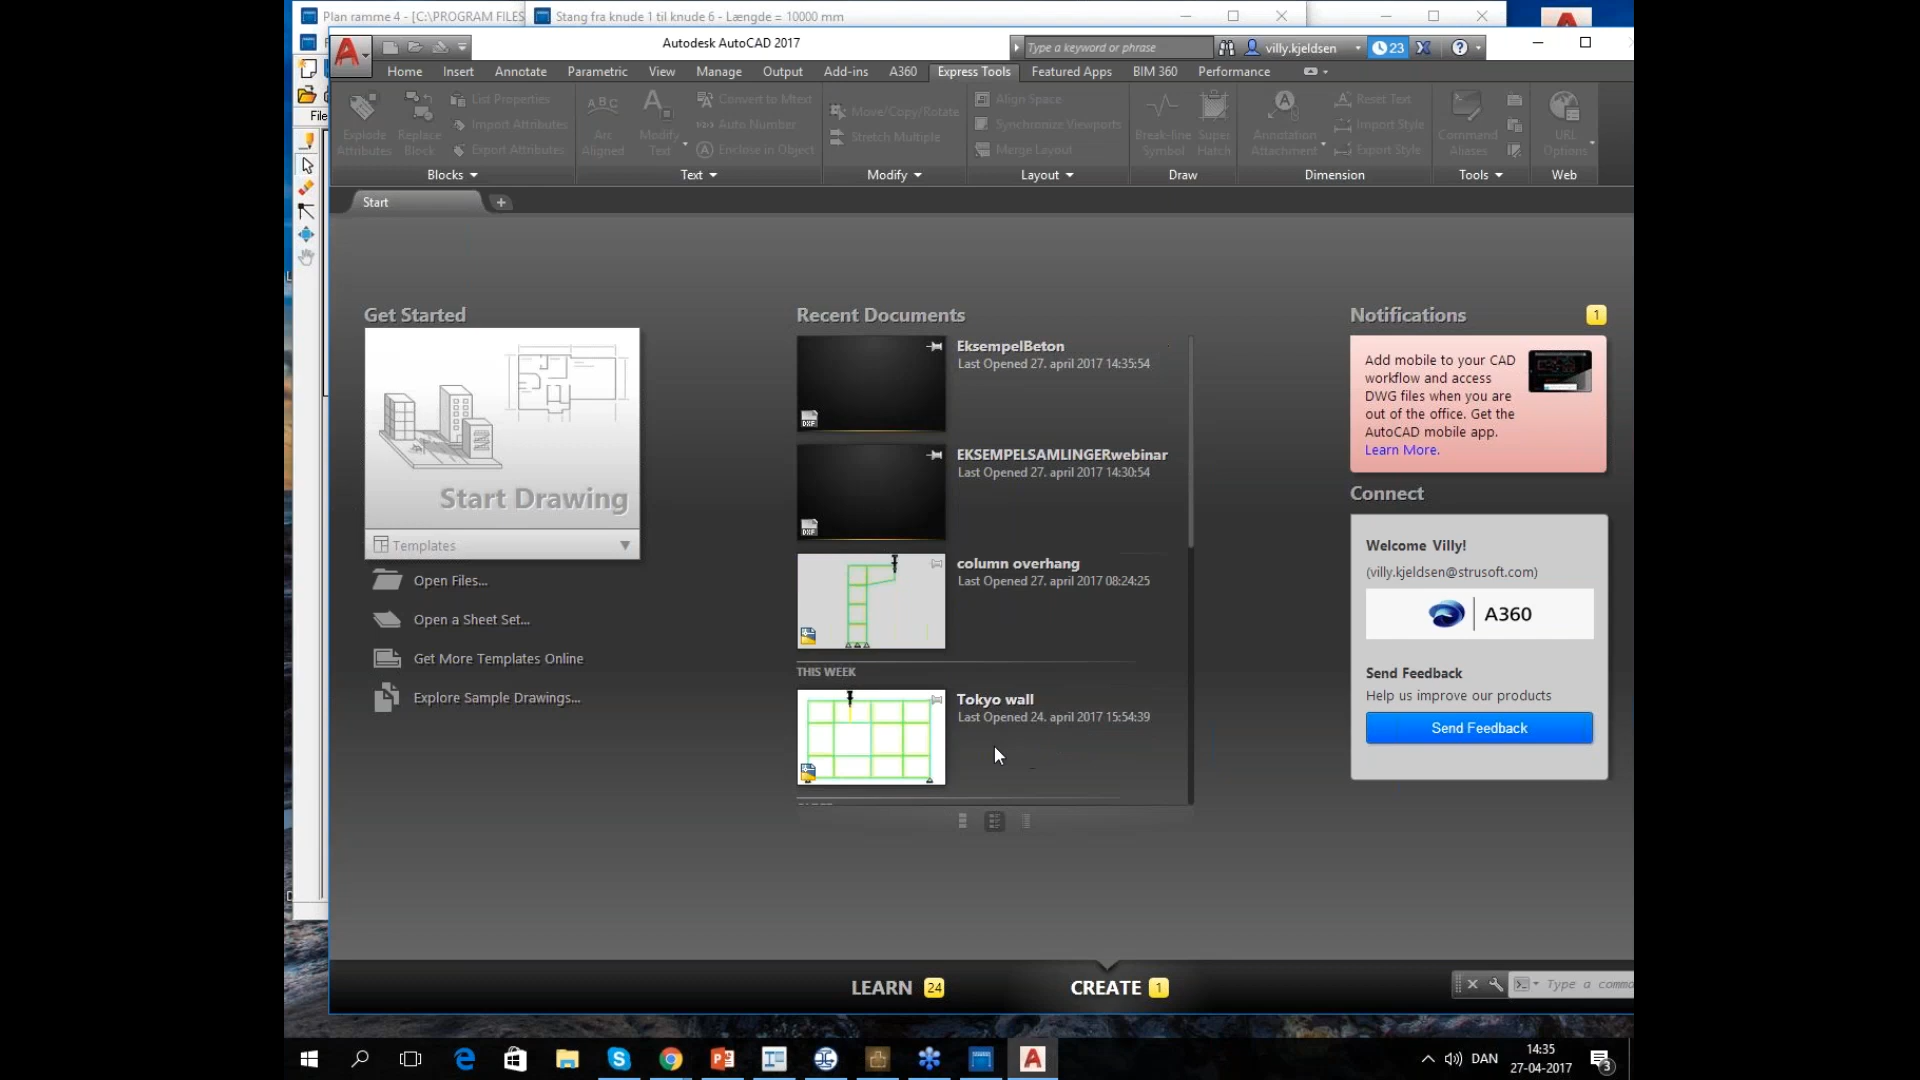 Plan ramme 4 - [C:\PROGRAM FILES
Stang fra knude 1 til knude 6 - Længde = 10000 mm
Autodesk AutoCAD 2017
Type a keyword or phrase
villy.kjeldsen
23
Home
Insert
Annotate
Parametric
View
Manage
Output
Add-ins
A360
Express Tools
Featured Apps
BIM 360
Performance
File
Explode
Attributes
Replace
Block
List Properties
Import Attributes
Export Attributes
ABC
Arc
Aligned
Modify
Text
Convert to Mtext
Auto Number
Enclose in Object
Move/Copy/Rotate
Stretch Multiple
Align Space
Synchronize Viewports
Merge Layout
Break-line
Symbol
Super
Hatch
Annotation
Attachment
Reset Text
Import Style
Export Style
Command
Aliases
URL
Options
Blocks
Text
Modify
Layout
Draw
Dimension
Tools
Web
Start
Get Started
Start Drawing
Templates
Open Files...
Open a Sheet Set...
Get More Templates Online
Explore Sample Drawings...
Recent Documents
EksempelBeton
Last Opened 27. april 2017 14:35:54
DXF
EKSEMPELSAMLINGERwebinar
Last Opened 27. april 2017 14:30:54
DXF
column overhang
Last Opened 27. april 2017 08:24:25
THIS WEEK
Tokyo wall
Last Opened 24. april 2017 15:54:39
Notifications
1
Add mobile to your CAD
workflow and access
DWG files when you are
out of the office. Get the
AutoCAD mobile app.
Learn More.
Connect
Welcome Villy!
(villy.kjeldsen@strusoft.com)
A360
Send Feedback
Help us improve our products
Send Feedback
LEARN 24
CREATE 1
Type a comma
DAN
14:35
27-04-2017
3